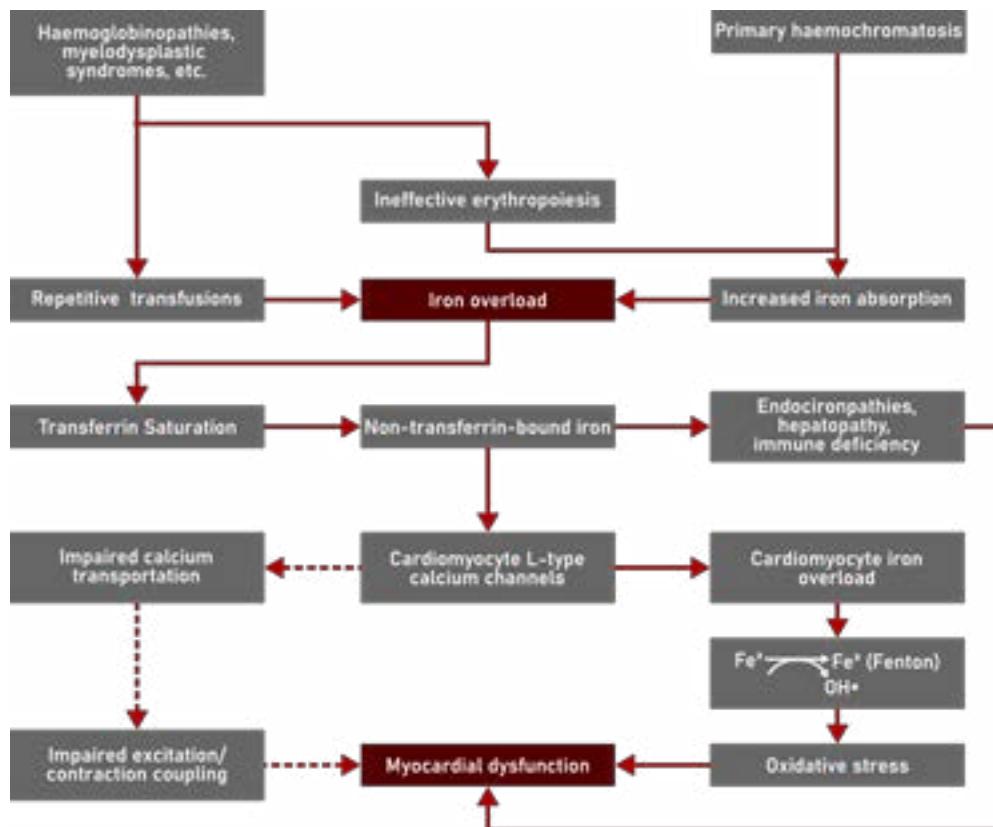 Haemoglobinopathies,
myelodysplastic
syndromes, etc.
Primary haemochromatosis
Ineffective erythropoiesis
Repetitive transfusions
Iron overload
Increased iron absorption
Transferrin Saturation
Non-transferrin-bound iron
Endocironpathies,
hepatopathy,
immune deficiency
Impaired calcium
transportation
Cardiomyocyte L-type
calcium channels
Cardiomyocyte iron
overload
Fe Fe (Fenton)
OH•
Impaired excitation/
contraction coupling
Myocardial dysfunction
Oxidative stress